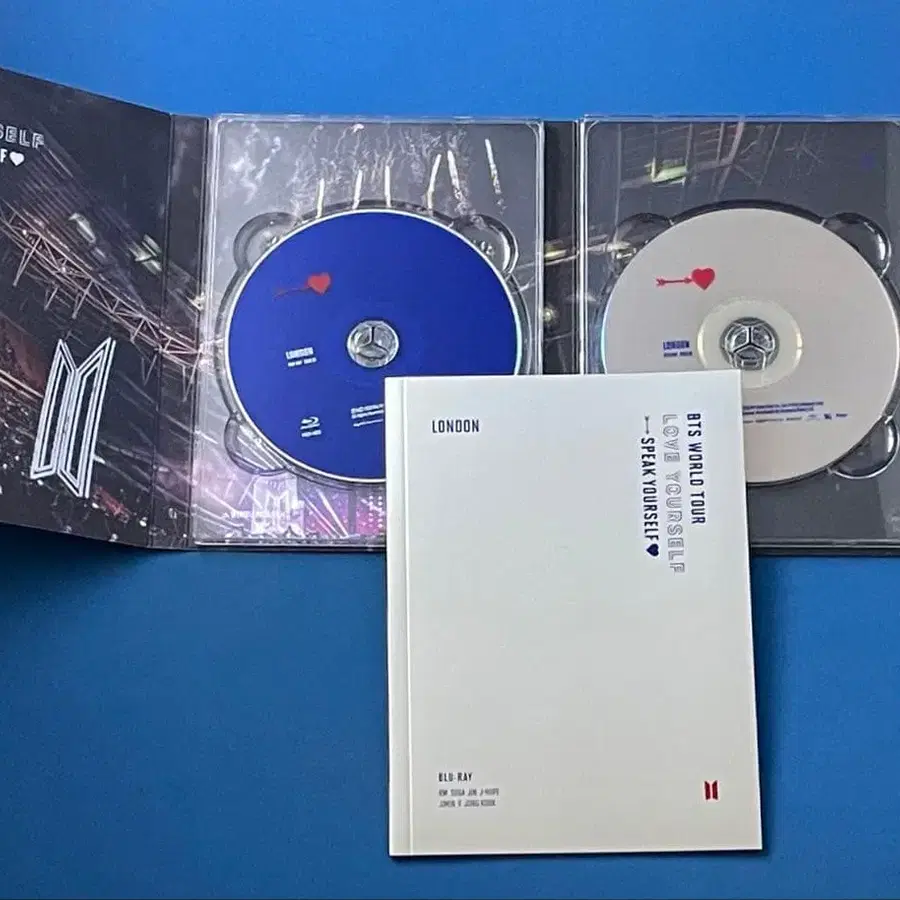 SELF
F♥
LONDON
LONDON
LONDON
BTS WORLD TOUR
LOVE YOURSELF
SPEAK YOURSELF♥
BLU-RAY
RM SUGA JIN J-HOPE
JIMIN V JUNG KOOK